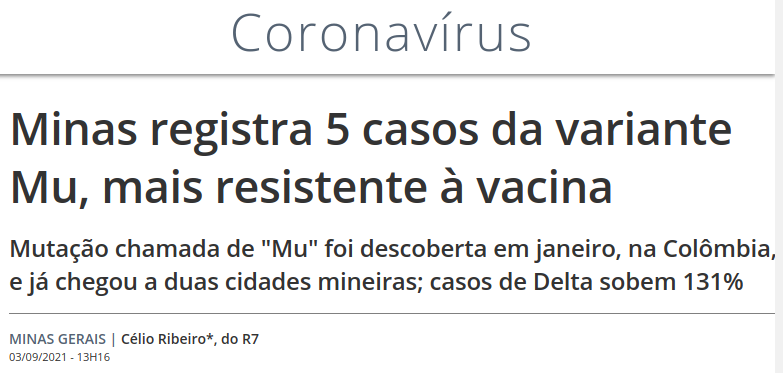 Coronavírus
Minas registra 5 casos da variante
Mu, mais resistente à vacina
Mutação chamada de "Mu" foi descoberta em janeiro, na Colômbia,
e já chegou a duas cidades mineiras; casos de Delta sobem 131%
MINAS GERAIS | Célio Ribeiro*, do R7
03/09/2021 - 13H16